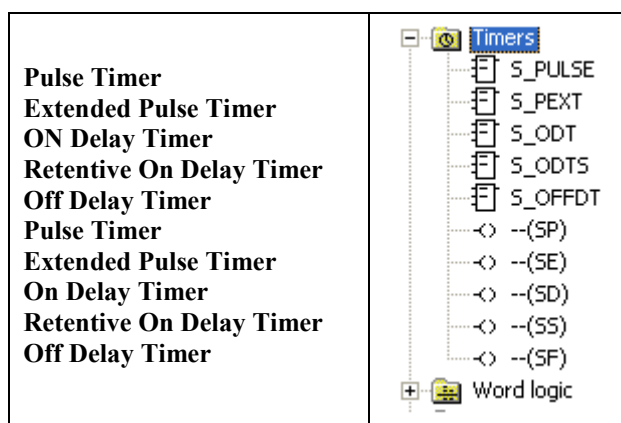 Pulse Timer
Extended Pulse Timer
ON Delay Timer
Retentive On Delay Timer
Off Delay Timer
Pulse Timer
Extended Pulse Timer
On Delay Timer
Retentive On Delay Timer
Off Delay Timer
Timers
S_PULSE
S_PEXT
S_ODT
S_ODTS
S_OFFDT
--(SP)
--(SE)
--(SD)
--(SS)
--(SF)
Word logic